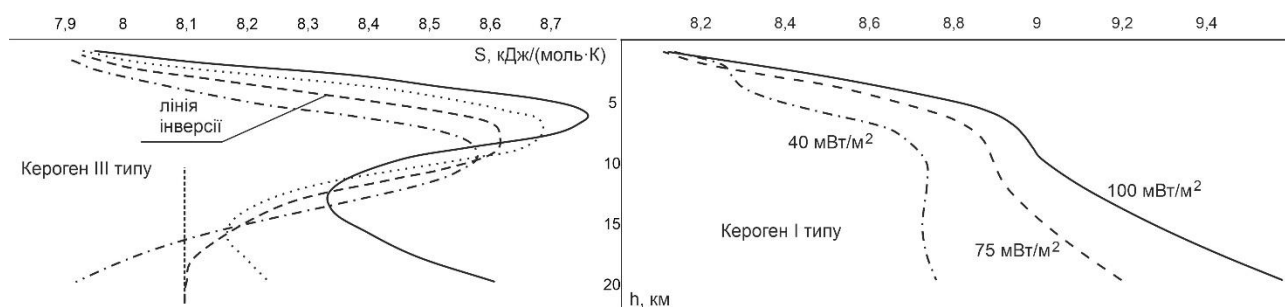 7,9 8 8,1 8,2 8,3 8,4 8,5 8,6 8,7
S, кДж/(моль·К)
лінія
інверсії
Кероген III типу
5
10
15
20
8,2 8,4 8,6 8,8 9 9,2 9,4
40 мВт/м²
100 мВт/м²
Кероген I типу
75 мВт/м²
h, км